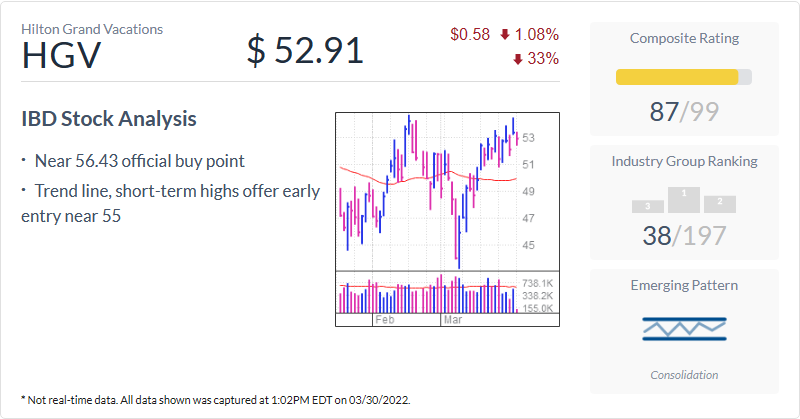 Hilton Grand Vacations
HGV
$ 52.91
$0.58 1.08%
33%
IBD Stock Analysis
• Near 56.43 official buy point
• Trend line, short-term highs offer early
entry near 55
53
51
49
47
45
738.1K
338.2K
155.0K
Feb
Mar
Composite Rating
87/99
Industry Group Ranking
3
1
2
38/197
Emerging Pattern
Consolidation
* Not real-time data. All data shown was captured at 1:02PM EDT on 03/30/2022.